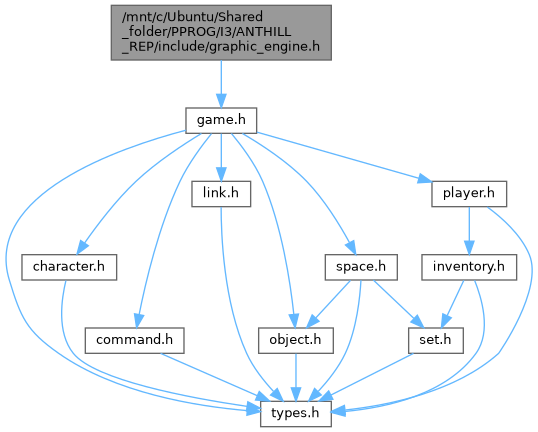 /mnt/c/Ubuntu/Shared
_folder/PPROG/I3/ANTHILL
_REP/include/graphic_engine.h
game.h
link.h
player.h
character.h
space.h
inventory.h
command.h
object.h
set.h
types.h